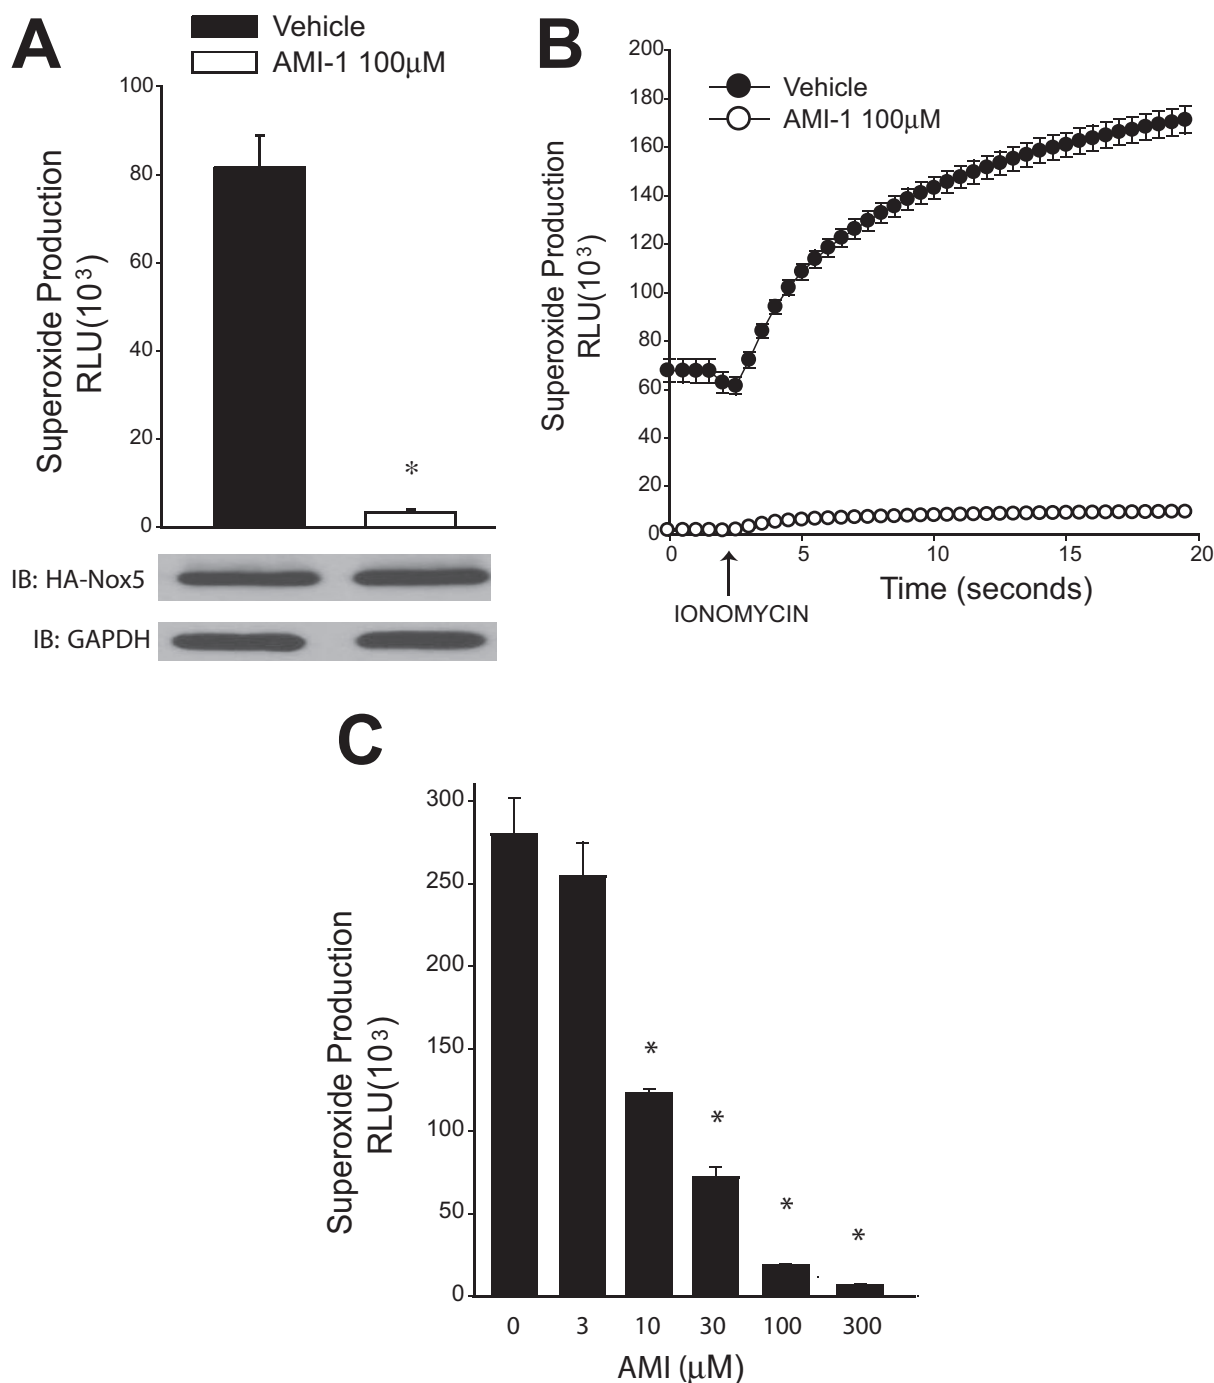 A
Vehicle
AMI-1 100μM
100
80
60
40
20
0
Superoxide Production
RLU(10³)
*
IB: HA-Nox5
IB: GAPDH
B
200
180
160
140
120
100
80
60
40
20
0
Superoxide Production
RLU(10³)
Vehicle
AMI-1 100μM
0 5 10 15 20
Time (seconds)
IONOMYCIN
C
300
250
200
150
100
50
0
Superoxide Production
RLU(10³)
*
*
*
*
0 3 10 30 100 300
AMI (μM)